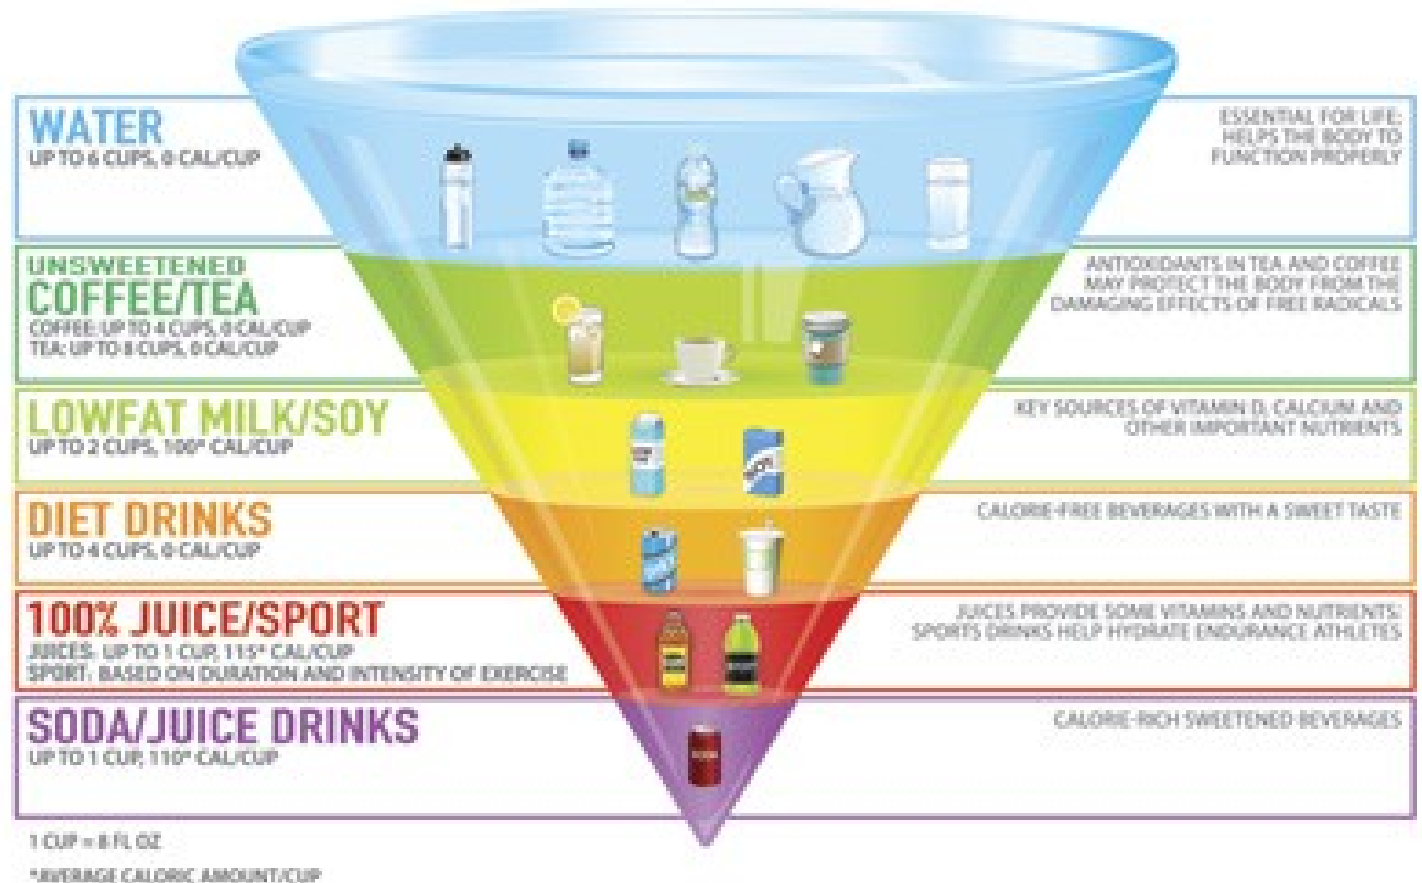 WATER
UP TO 6 CUPS, 0 CAL/CUP
ESSENTIAL FOR LIFE:
HELPS THE BODY TO
FUNCTION PROPERLY
UNSWEETENED
COFFEE/TEA
COFFEE: UP TO 4 CUPS, 0 CAL/CUP
TEA: UP TO 8 CUPS, 0 CAL/CUP
ANTIOXIDANTS IN TEA AND COFFEE
MAY PROTECT THE BODY FROM THE
DAMAGING EFFECTS OF FREE RADICALS
LOWFAT MILK/SOY
UP TO 2 CUPS, 100* CAL/CUP
KEY SOURCES OF VITAMIN D, CALCIUM AND
OTHER IMPORTANT NUTRIENTS
SOY
DIET DRINKS
UP TO 4 CUPS, 0 CAL/CUP
CALORIE-FREE BEVERAGES WITH A SWEET TASTE
100% JUICE/SPORT
JUICES: UP TO 1 CUP, 115* CAL/CUP
SPORT: BASED ON DURATION AND INTENSITY OF EXERCISE
JUICES PROVIDE SOME VITAMINS AND NUTRIENTS:
SPORTS DRINKS HELP HYDRATE ENDURANCE ATHLETES
SODA/JUICE DRINKS
UP TO 1 CUP, 110* CAL/CUP
CALORIE-RICH SWEETENED BEVERAGES
SODA
1 CUP = 8 FL OZ
*AVERAGE CALORIC AMOUNT/CUP